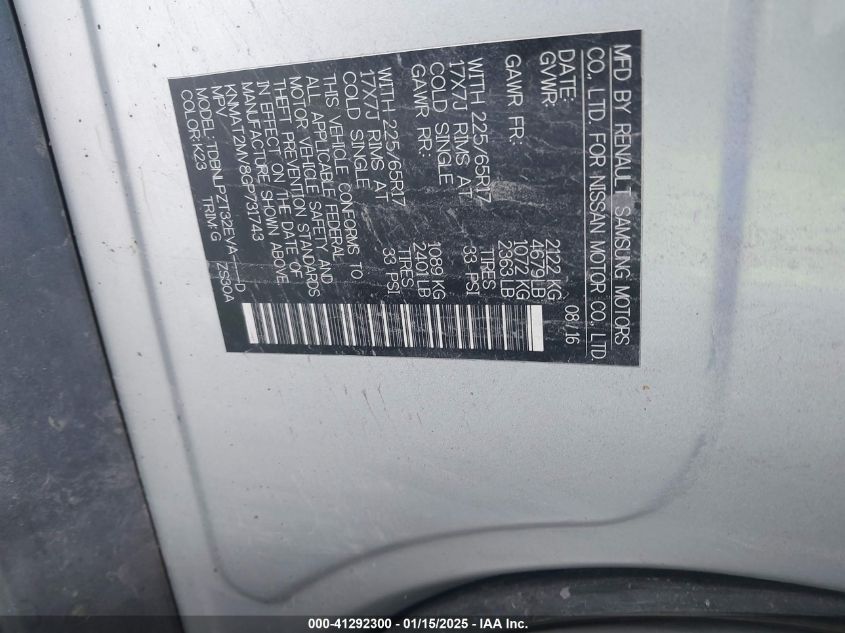 MFD BY RENAULT SAMSUNG MOTORS
CO., LTD. FOR NISSAN MOTOR CO., LTD.
DATE: 08/16
GVWR: 2122 KG
4679 LB
GAWR FR: 1072 KG
2363 LB
WITH 225/65R17 TIRES
17X7J RIMS AT 33 PSI
COLD SINGLE
GAWR RR: 1089 KG
2401 LB
WITH 225/65R17 TIRES
17X7J RIMS AT 33 PSI
COLD SINGLE
THIS VEHICLE CONFORMS TO
ALL APPLICABLE FEDERAL
MOTOR VEHICLE SAFETY AND
THEFT PREVENTION STANDARDS
IN EFFECT ON THE DATE OF
MANUFACTURE SHOWN ABOVE.
KNMAT2MV8GP731743
MPV
MODEL: ZS30A
COLOR: K23 TRIM: G
000-41292300 - 01/15/2025 - IAA Inc.